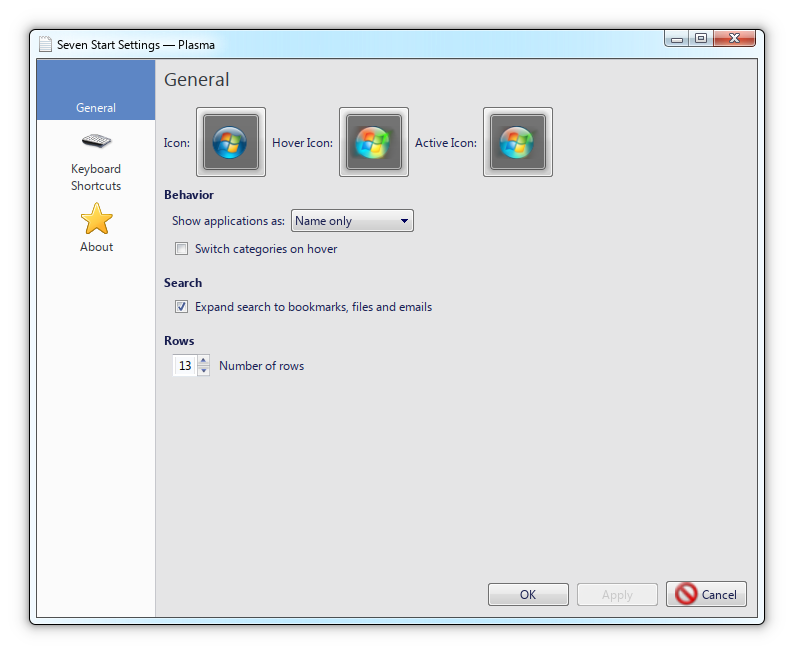 Seven Start Settings — Plasma
General
Keyboard
Shortcuts
About
General
Icon: Hover Icon: Active Icon:
Behavior
Show applications as: Name only
Switch categories on hover
Search
Expand search to bookmarks, files and emails
Rows
13 Number of rows
OK Apply Cancel